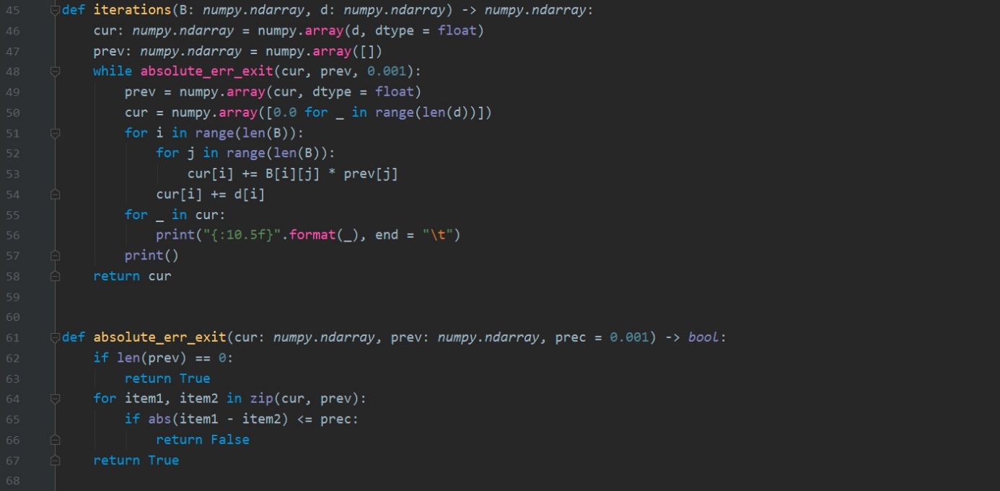 45 def iterations(B: numpy.ndarray, d: numpy.ndarray) -> numpy.ndarray:
46     cur: numpy.ndarray = numpy.array(d, dtype = float)
47     prev: numpy.ndarray = numpy.array([])
48     while absolute_err_exit(cur, prev, 0.001):
49         prev = numpy.array(cur, dtype = float)
50         cur = numpy.array([0.0 for _ in range(len(d))])
51         for i in range(len(B)):
52             for j in range(len(B)):
53                 cur[i] += B[i][j] * prev[j]
54             cur[i] += d[i]
55         for _ in cur:
56             print("{:10.5f}".format(_), end = "\t")
57         print()
58     return cur
59
60
61 def absolute_err_exit(cur: numpy.ndarray, prev: numpy.ndarray, prec = 0.001) -> bool:
62     if len(prev) == 0:
63         return True
64     for item1, item2 in zip(cur, prev):
65         if abs(item1 - item2) <= prec:
66             return False
67     return True
68